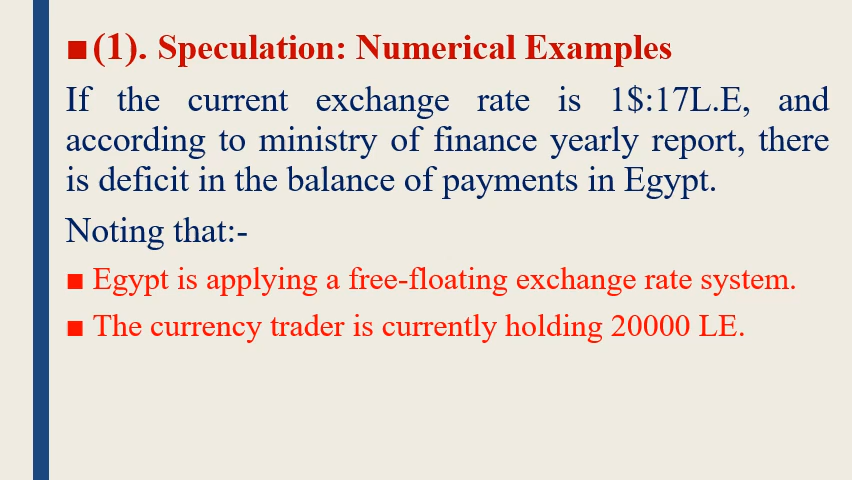 ■(1). Speculation: Numerical Examples
If the current exchange rate is 1$:17L.E, and
according to ministry of finance yearly report, there
is deficit in the balance of payments in Egypt.
Noting that:-
■ Egypt is applying a free-floating exchange rate system.
■ The currency trader is currently holding 20000 LE.